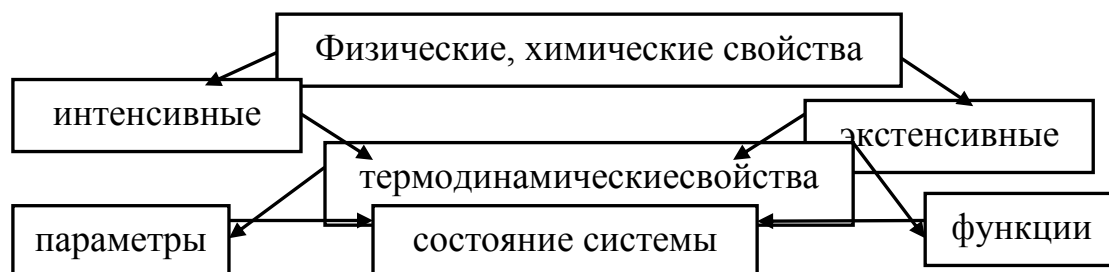 Физические, химические свойства
интенсивные
экстенсивные
термодинамическиесвойства
параметры
состояние системы
функции